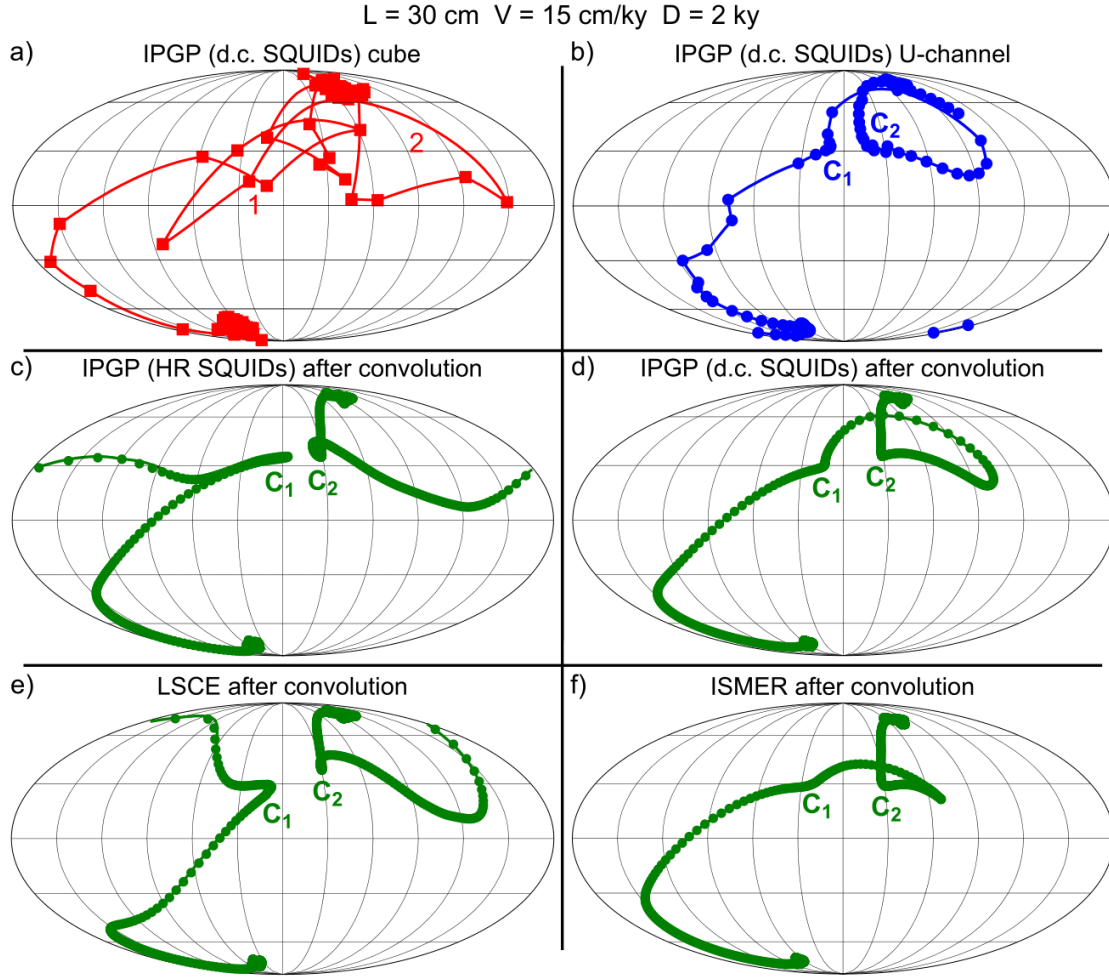 L = 30 cm V = 15 cm/ky D = 2 ky
a) IPGP (d.c. SQUIDs) cube
2
1
b) IPGP (d.c. SQUIDs) U-channel
C2
C1
c) IPGP (HR SQUIDs) after convolution
C1 C2
d) IPGP (d.c. SQUIDs) after convolution
C1 C2
e) LSCE after convolution
C2
C1
f) ISMER after convolution
C1 C2